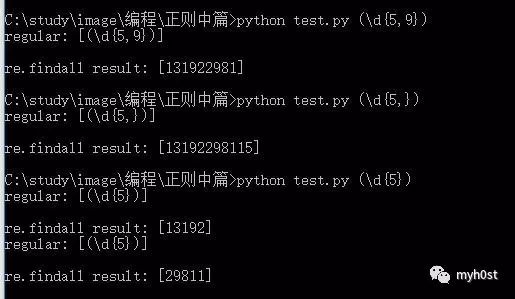 C:\study\image\编程\正则中篇>python test.py (\d{5,9})
regular: [(\d{5,9})]
re.findall result: [131922981]
C:\study\image\编程\正则中篇>python test.py (\d{5,})
regular: [(\d{5,})]
re.findall result: [13192298115]
C:\study\image\编程\正则中篇>python test.py (\d{5})
regular: [(\d{5})]
re.findall result: [13192]
regular: [(\d{5})]
re.findall result: [29811]
myh0st